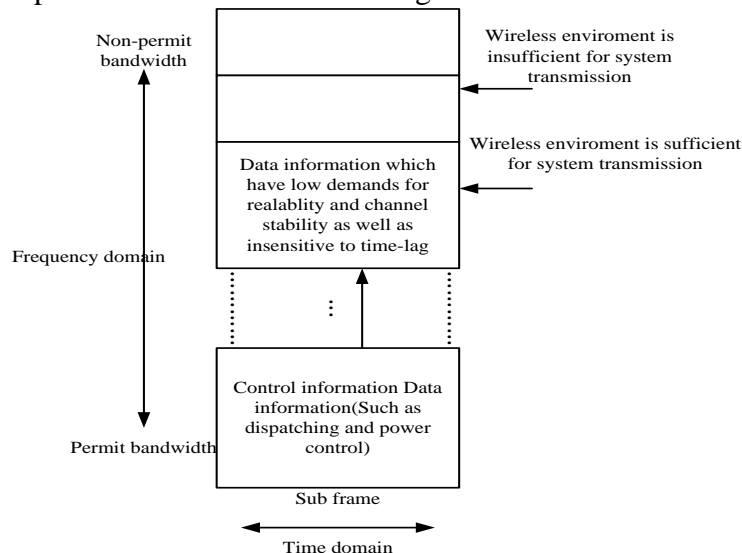 Non-permit
bandwidth
Wireless enviroment is
insufficient for system
transmission
Wireless enviroment is sufficient
for system transmission
Data information which
have low demands for
realablity and channel
stability as well as
insensitive to time-lag
Frequency domain
...
Control information Data
information(Such as
dispatching and power
control)
Permit bandwidth
Sub frame
Time domain